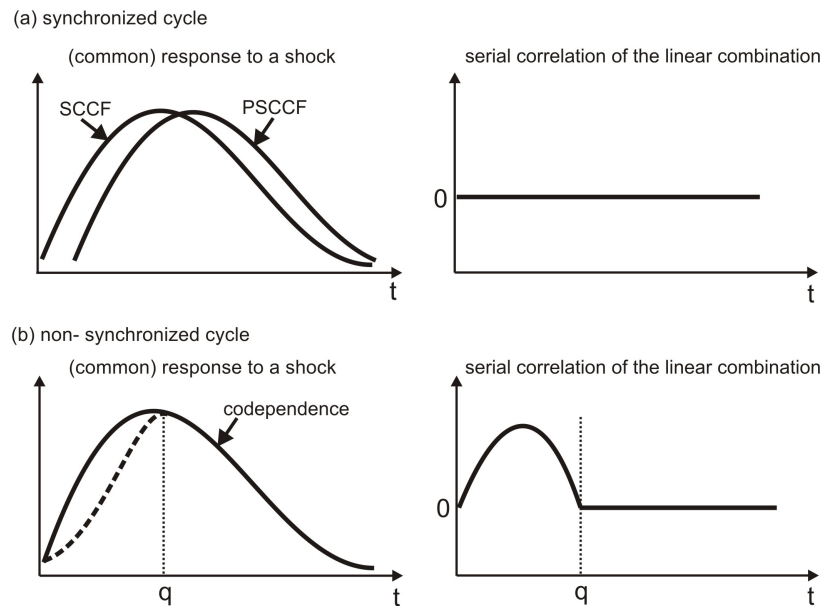 (a) synchronized cycle
(common) response to a shock
serial correlation of the linear combination
SCCF
PSCCF
0
t
t
(b) non- synchronized cycle
(common) response to a shock
serial correlation of the linear combination
codependence
0
q
t
q
t